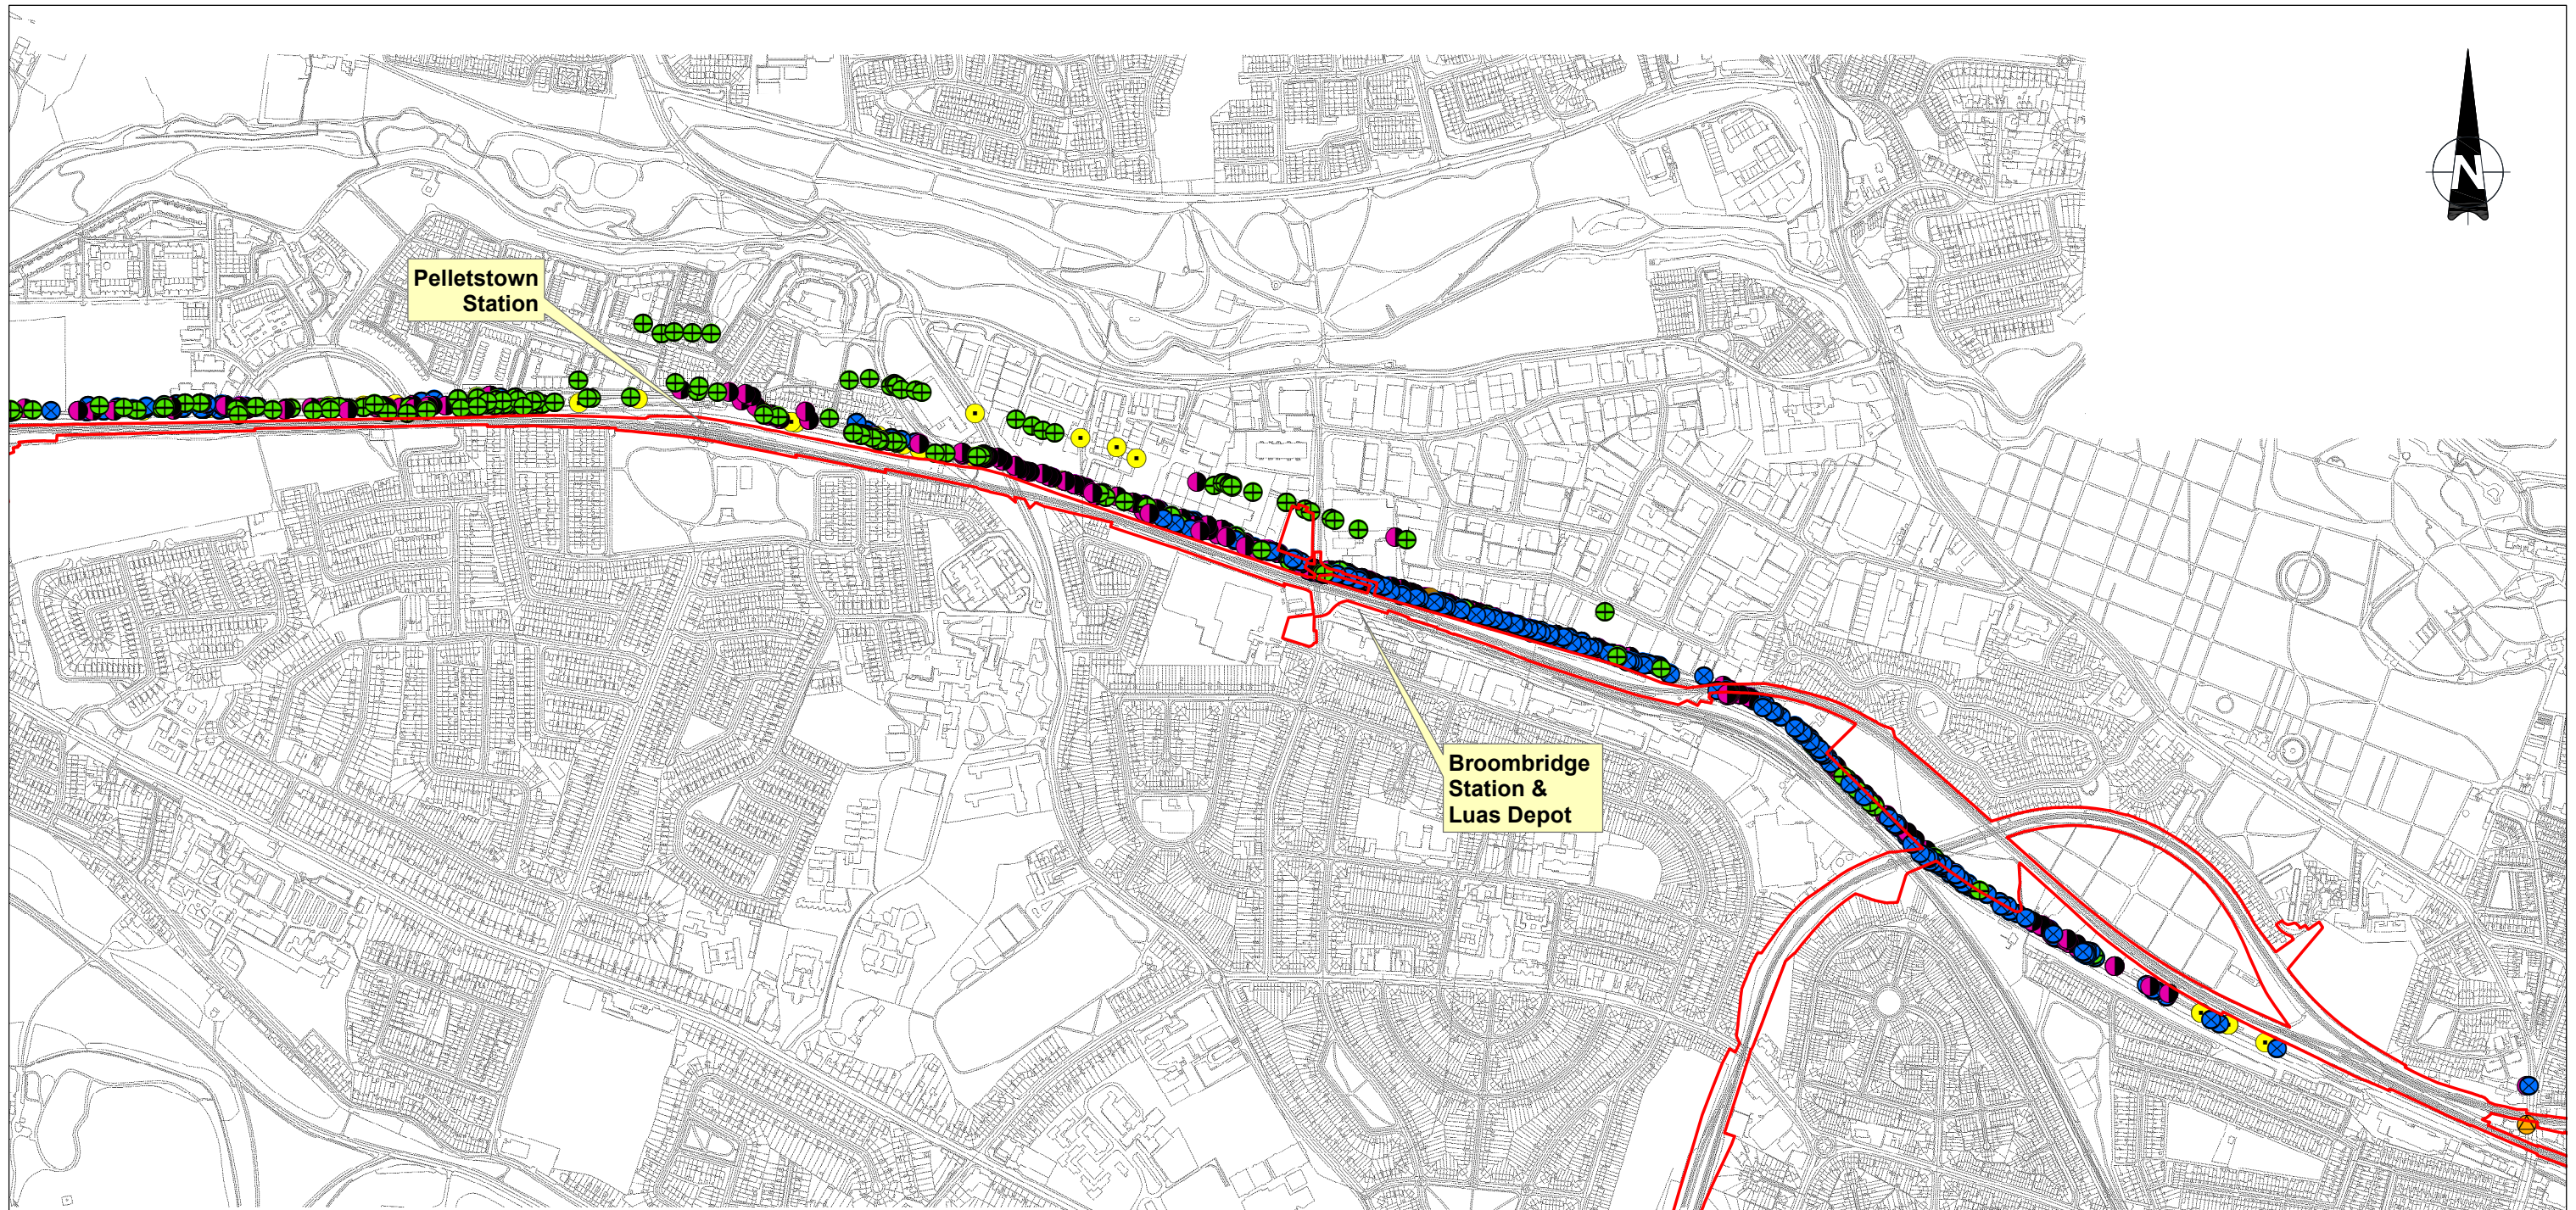 N
Pelletstown
Station
Broombridge
Station &
Luas Depot